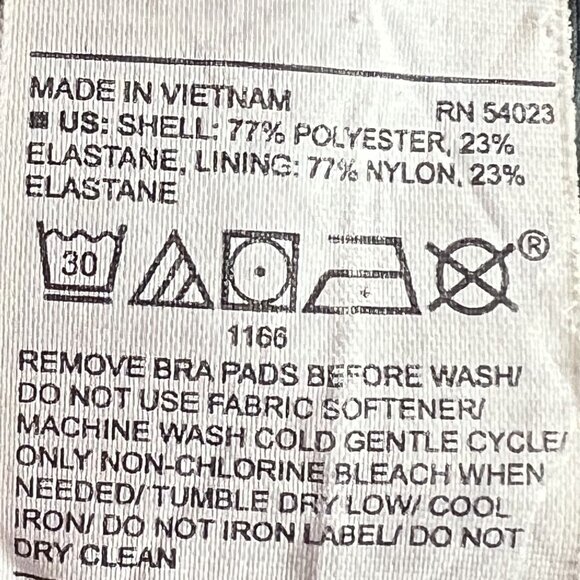 MADE IN VIETNAM RN 54023
US: SHELL: 77% POLYESTER, 23%
ELASTANE, LINING: 77% NYLON, 23%
ELASTANE
30 ®
1166
REMOVE BRA PADS BEFORE WASH/
DO NOT USE FABRIC SOFTENER/
MACHINE WASH COLD GENTLE CYCLE/
ONLY NON-CHLORINE BLEACH WHEN
NEEDED/ TUMBLE DRY LOW/ COOL
IRON/ DO NOT IRON LABEL/ DO NOT
DRY CLEAN